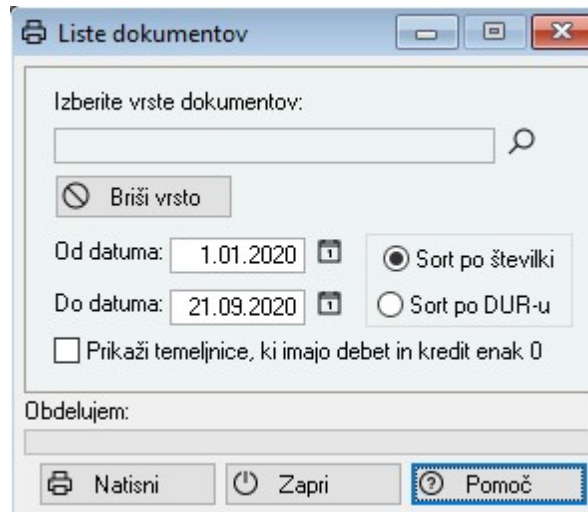 Liste dokumentov
Izberite vrste dokumentov:
Briši vrsto
Od datuma: 1.01.2020
Sort po številki
Do datuma: 21.09.2020
Sort po DUR-u
Prikaži temeljnice, ki imajo debet in kredit enak 0
Obdelujem:
Natisni Zapri Pomoč